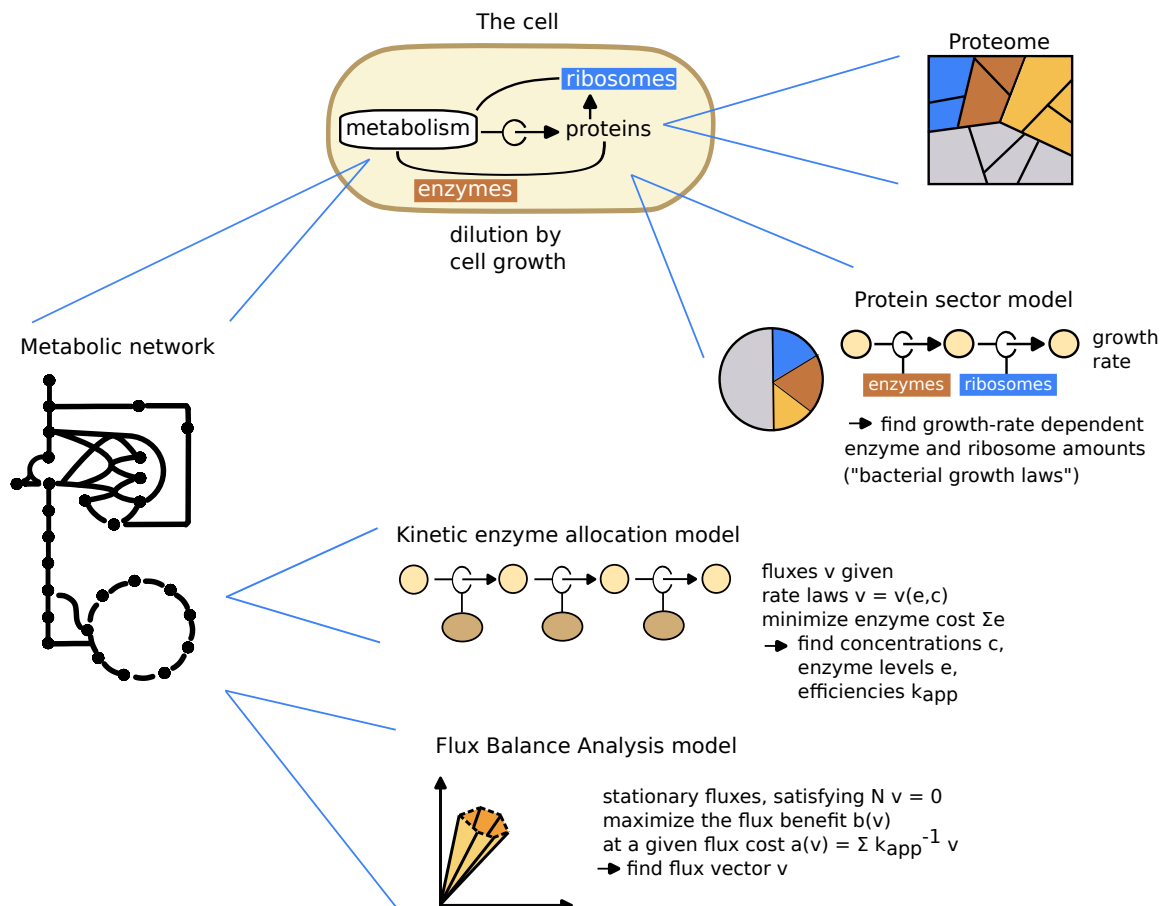 The cell
ribosomes
metabolism
proteins
enzymes
dilution by
cell growth
Proteome
Protein sector model
growth
rate
enzymes
ribosomes
find growth-rate dependent
enzyme and ribosome amounts
("bacterial growth laws")
Metabolic network
Kinetic enzyme allocation model
fluxes v given
rate laws v = v(e,c)
minimize enzyme cost Σe
find concentrations c,
enzyme levels e,
efficiencies kapp
Flux Balance Analysis model
stationary fluxes, satisfying N v = 0
maximize the flux benefit b(v)
at a given flux cost a(v) = Σ kapp-1 v
find flux vector v